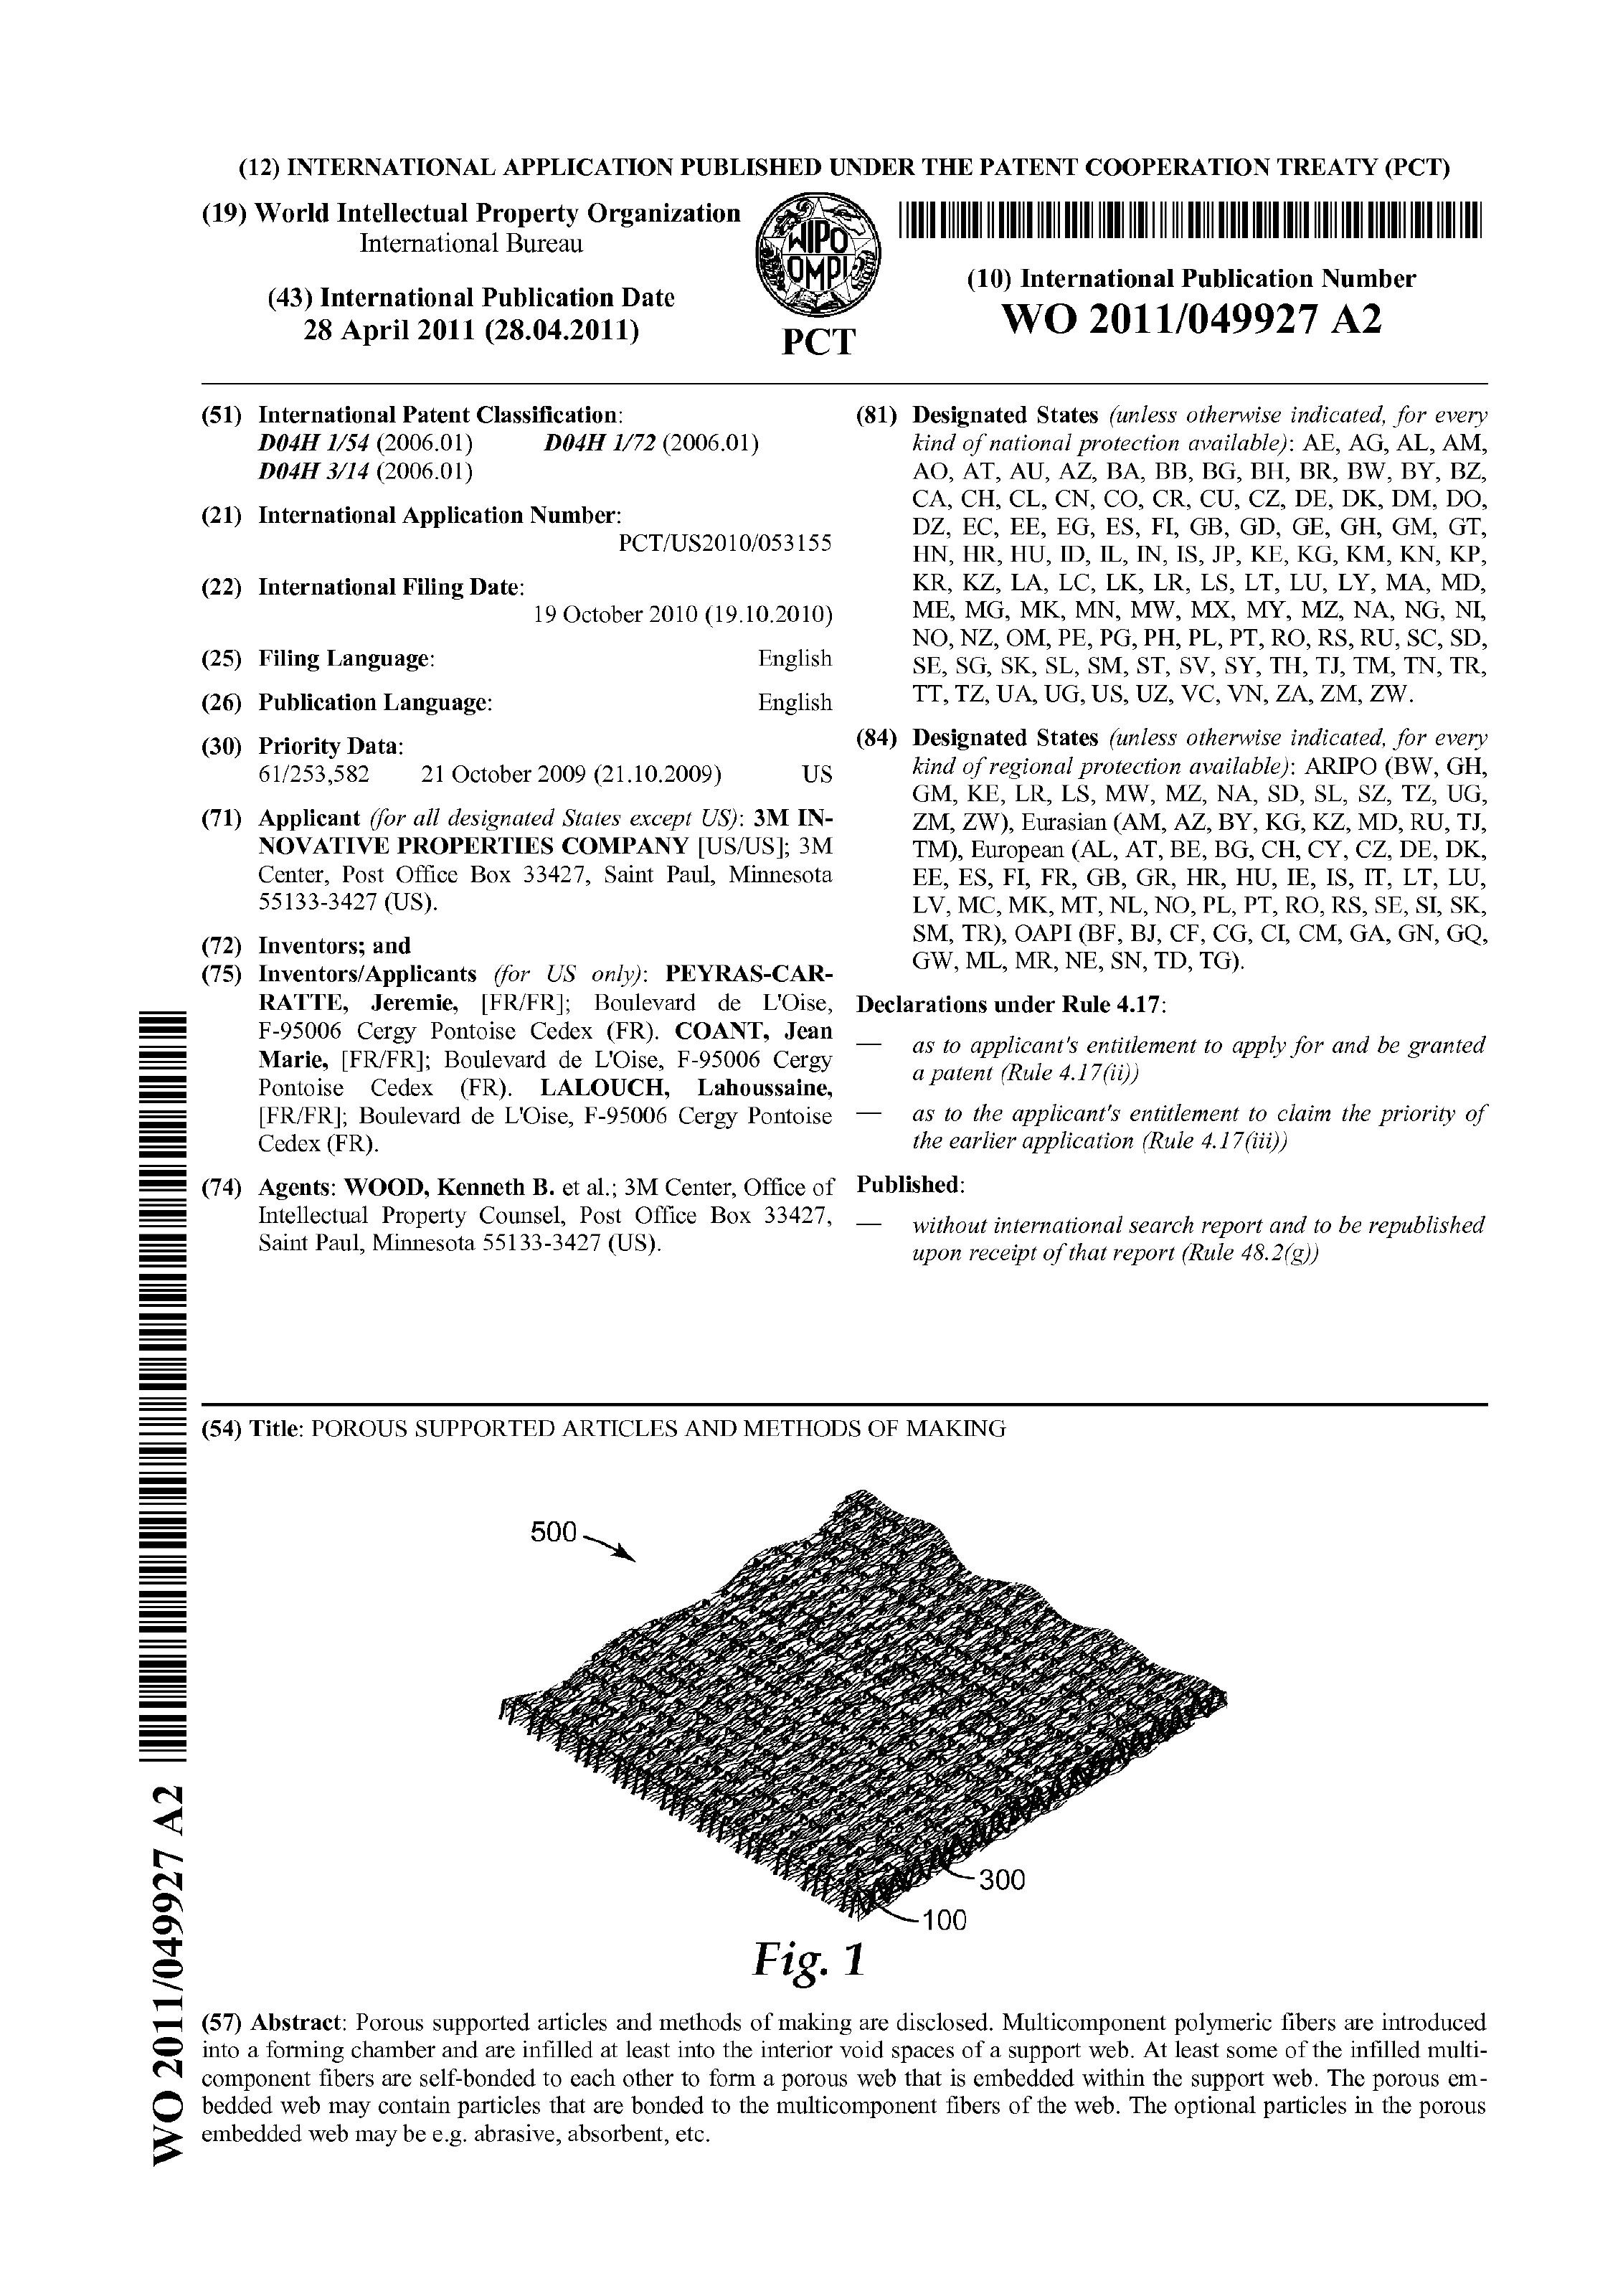 (12) INTERNATIONAL APPLICATION PUBLISHED UNDER THE PATENT COOPERATION TREATY (PCT)
(19) World Intellectual Property Organization
International Bureau
(43) International Publication Date
28 April 2011 (28.04.2011)
WIPO
OMPI
PCT
(10) International Publication Number
WO 2011/049927 A2
(51) International Patent Classification:
D04H 1/54 (2006.01) D04H 1/72 (2006.01)
D04H 3/14 (2006.01)
(21) International Application Number:
PCT/US2010/053155
(22) International Filing Date:
19 October 2010 (19.10.2010)
(25) Filing Language: English
(26) Publication Language: English
(30) Priority Data:
61/253,582 21 October 2009 (21.10.2009) US
(71) Applicant (for all designated States except US): 3M IN-
NOVATIVE PROPERTIES COMPANY [US/US]; 3M
Center, Post Office Box 33427, Saint Paul, Minnesota
55133-3427 (US).
(72) Inventors; and
(75) Inventors/Applicants (for US only): PEYRAS-CAR-
RATTE, Jeremie, [FR/FR]; Boulevard de L'Oise,
F-95006 Cergy Pontoise Cedex (FR). COANT, Jean
Marie, [FR/FR]; Boulevard de L'Oise, F-95006 Cergy
Pontoise Cedex (FR). LALOUCH, Lahoussaine,
[FR/FR]; Boulevard de L'Oise, F-95006 Cergy Pontoise
Cedex (FR).
(74) Agents: WOOD, Kenneth B. et al.; 3M Center, Office of
Intellectual Property Counsel, Post Office Box 33427,
Saint Paul, Minnesota 55133-3427 (US).
(81) Designated States (unless otherwise indicated, for every
kind of national protection available): AE, AG, AL, AM,
AO, AT, AU, AZ, BA, BB, BG, BH, BR, BW, BY, BZ,
CA, CH, CL, CN, CO, CR, CU, CZ, DE, DK, DM, DO,
DZ, EC, EE, EG, ES, FI, GB, GD, GE, GH, GM, GT,
HN, HR, HU, ID, IL, IN, IS, JP, KE, KG, KM, KN, KP,
KR, KZ, LA, LC, LK, LR, LS, LT, LU, LY, MA, MD,
ME, MG, MK, MN, MW, MX, MY, MZ, NA, NG, NI,
NO, NZ, OM, PE, PG, PH, PL, PT, RO, RS, RU, SC, SD,
SE, SG, SK, SL, SM, ST, SV, SY, TH, TJ, TM, TN, TR,
TT, TZ, UA, UG, US, UZ, VC, VN, ZA, ZM, ZW.
(84) Designated States (unless otherwise indicated, for every
kind of regional protection available): ARIPO (BW, GH,
GM, KE, LR, LS, MW, MZ, NA, SD, SL, SZ, TZ, UG,
ZM, ZW), Eurasian (AM, AZ, BY, KG, KZ, MD, RU, TJ,
TM), European (AL, AT, BE, BG, CH, CY, CZ, DE, DK,
EE, ES, FI, FR, GB, GR, HR, HU, IE, IS, IT, LT, LU,
LV, MC, MK, MT, NL, NO, PL, PT, RO, RS, SE, SI, SK,
SM, TR), OAPI (BF, BJ, CF, CG, CI, CM, GA, GN, GQ,
GW, ML, MR, NE, SN, TD, TG).
Declarations under Rule 4.17:
— as to applicant's entitlement to apply for and be granted
a patent (Rule 4.17(ii))
— as to the applicant's entitlement to claim the priority of
the earlier application (Rule 4.17(iii))
Published:
— without international search report and to be republished
upon receipt of that report (Rule 48.2(g))
(54) Title: POROUS SUPPORTED ARTICLES AND METHODS OF MAKING
500
300
100
Fig. 1
(57) Abstract: Porous supported articles and methods of making are disclosed. Multicomponent polymeric fibers are introduced
into a forming chamber and are infilled at least into the interior void spaces of a support web. At least some of the infilled multi-
component fibers are self-bonded to each other to form a porous web that is embedded within the support web. The porous em-
bedded web may contain particles that are bonded to the multicomponent fibers of the web. The optional particles in the porous
embedded web may be e.g. abrasive, absorbent, etc.
WO 2011/049927 A2